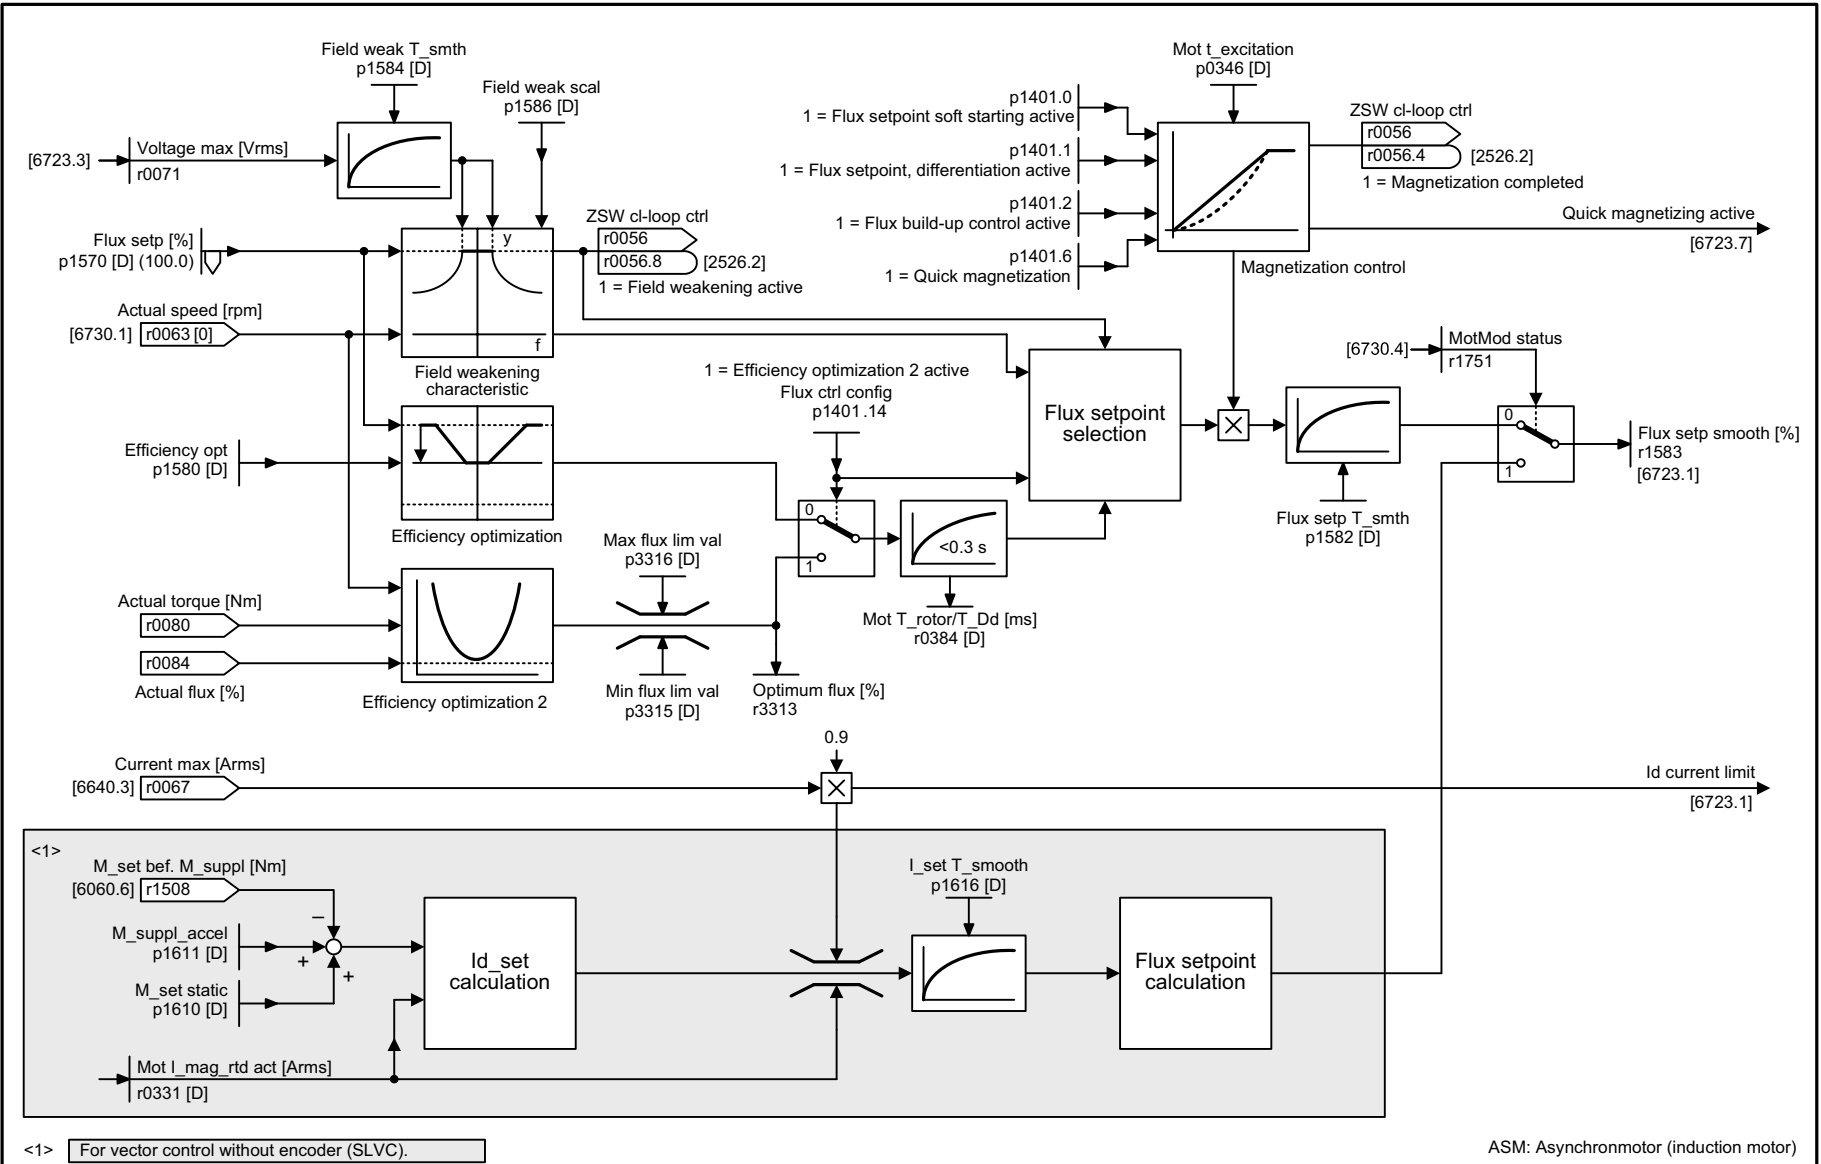 Field weak T_smth
p1584 [D]
Field weak scal
p1586 [D]
[6723.3]
Voltage max [Vrms]
r0071
Flux setp [%]
p1570 [D] (100.0)
Actual speed [rpm]
[6730.1]
r0063 [0]
y
f
Field weakening
characteristic
ZSW cl-loop ctrl
r0056
r0056.8
[2526.2]
1 = Field weakening active
Mot t_excitation
p0346 [D]
p1401.0
1 = Flux setpoint soft starting active
p1401.1
1 = Flux setpoint, differentiation active
p1401.2
1 = Flux build-up control active
p1401.6
1 = Quick magnetization
ZSW cl-loop ctrl
r0056
r0056.4
[2526.2]
1 = Magnetization completed
Quick magnetizing active
[6723.7]
Magnetization control
Efficiency opt
p1580 [D]
Efficiency optimization
1 = Efficiency optimization 2 active
Flux ctrl config
p1401.14
0
1
<0.3 s
Mot T_rotor/T_Dd [ms]
r0384 [D]
Flux setpoint
selection
×
Flux setp T_smth
p1582 [D]
[6730.4]
MotMod status
r1751
0
1
Flux setp smooth [%]
r1583
[6723.1]
Actual torque [Nm]
r0080
r0084
Actual flux [%]
Efficiency optimization 2
Max flux lim val
p3316 [D]
Min flux lim val
p3315 [D]
Optimum flux [%]
r3313
0.9
Current max [Arms]
[6640.3]
r0067
×
Id current limit
[6723.1]
<1>
M_set bef. M_suppl [Nm]
[6060.6]
r1508
–
M_suppl_accel
p1611 [D]
+
+
M_set static
p1610 [D]
Id_set
calculation
Mot I_mag_rtd act [Arms]
r0331 [D]
I_set T_smooth
p1616 [D]
Flux setpoint
calculation
<1>
For vector control without encoder (SLVC).
ASM: Asynchronmotor (induction motor)